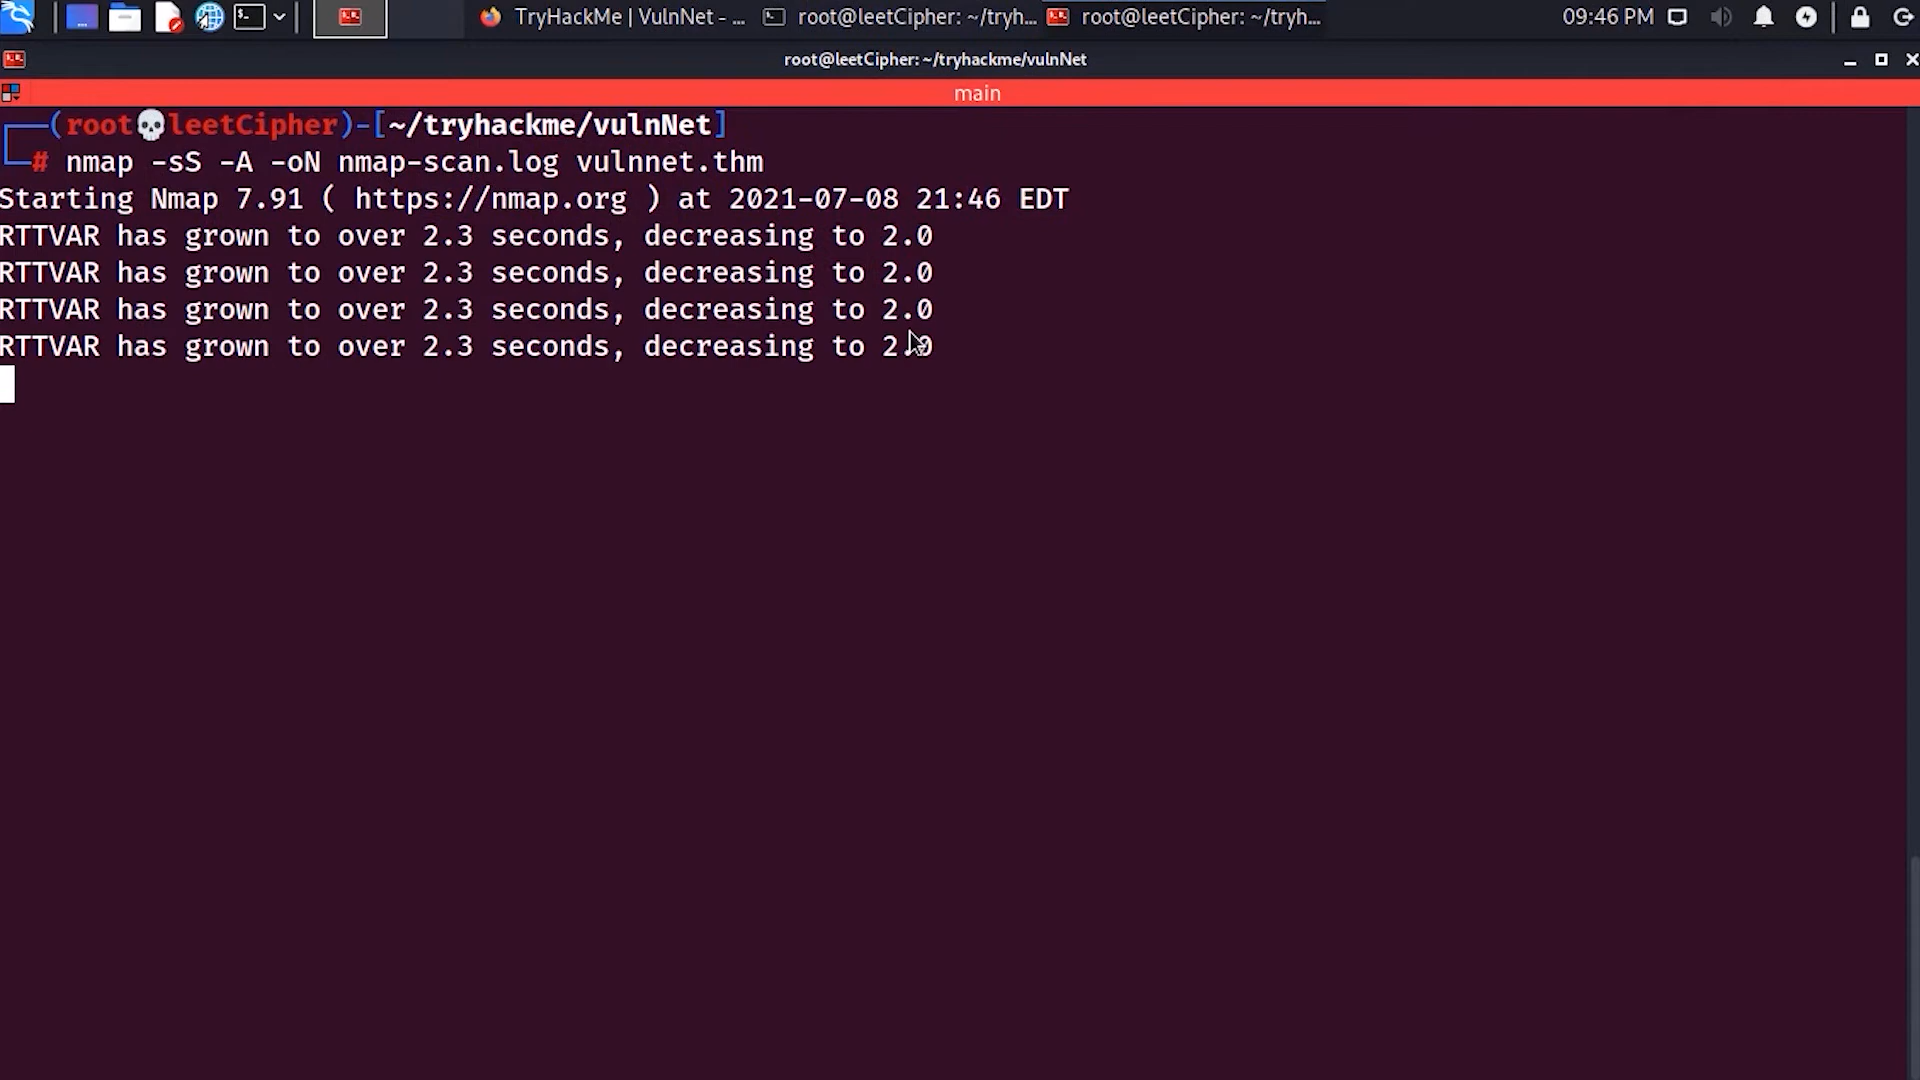 TryHackMe | VulnNet - ...
root@leetCipher: ~/tryh...
root@leetCipher: ~/tryh...
09:46 PM
root@leetCipher: ~/tryhackme/vulnNet
main
┌──(root💀leetCipher)-[~/tryhackme/vulnNet]
└─# nmap -sS -A -oN nmap-scan.log vulnnet.thm
Starting Nmap 7.91 ( https://nmap.org ) at 2021-07-08 21:46 EDT
RTTVAR has grown to over 2.3 seconds, decreasing to 2.0
RTTVAR has grown to over 2.3 seconds, decreasing to 2.0
RTTVAR has grown to over 2.3 seconds, decreasing to 2.0
RTTVAR has grown to over 2.3 seconds, decreasing to 2.0